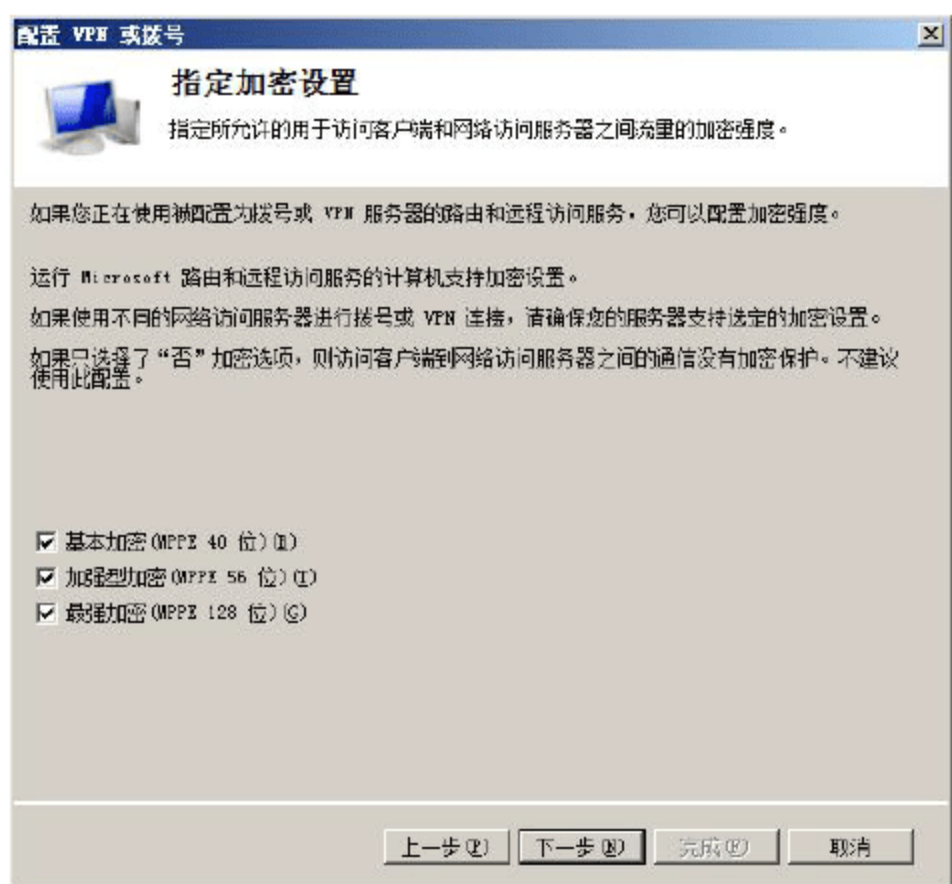 配置 VPN 或拨号
指定加密设置
指定所允许的用于访问客户端和网络访问服务器之间流量的加密强度。
如果您正在使用被配置为拨号或 VPN 服务器的路由和远程访问服务，您可以配置加密强度。
运行 Microsoft 路由和远程访问服务的计算机支持加密设置。
如果使用不同的网络访问服务器进行拨号或 VPN 连接，请确保您的服务器支持选定的加密设置。
如果只选择了“否”加密选项，则访问客户端到网络访问服务器之间的通信没有加密保护。不建议
使用此配置。
基本加密(MPPE 40 位)(B)
加强型加密(MPPE 56 位)(T)
最强加密(MPPE 128 位)(G)
上一步(P) 下一步(N) 完成(F) 取消